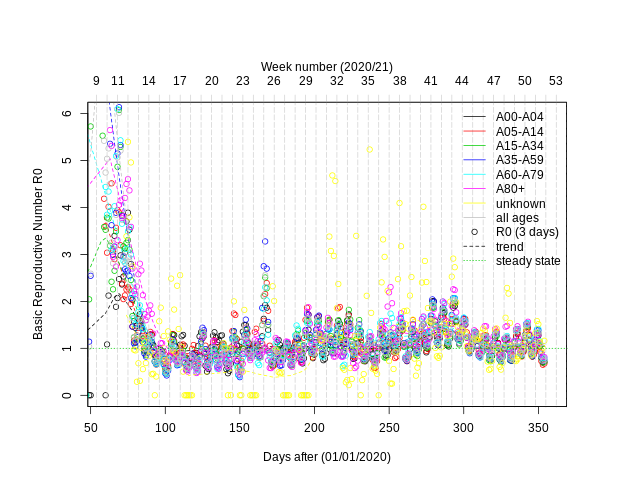 Week number (2020/21)
9 11 14 17 20 23 26 29 32 35 38 41 44 47 50 53
Basic Reproductive Number R0
6
5
4
3
2
1
0
A00-A04
A05-A14
A15-A34
A35-A59
A60-A79
A80+
unknown
all ages
R0 (3 days)
trend
steady state
50 100 150 200 250 300 350
Days after (01/01/2020)